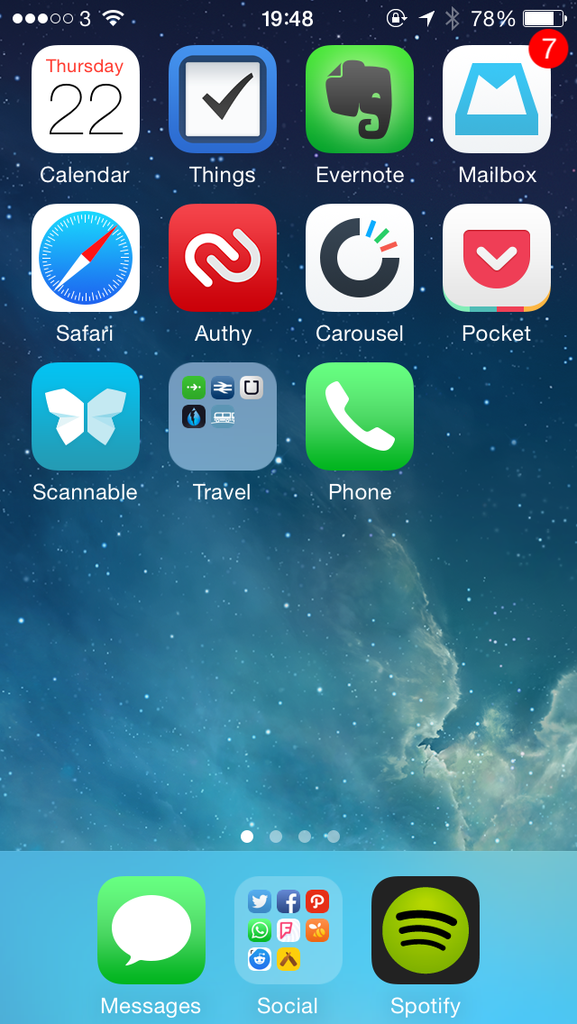 3 19:48 78%
7
Thursday
22
Calendar Things Evernote Mailbox
Safari Authy Carousel Pocket
Scannable Travel Phone
Messages Social Spotify